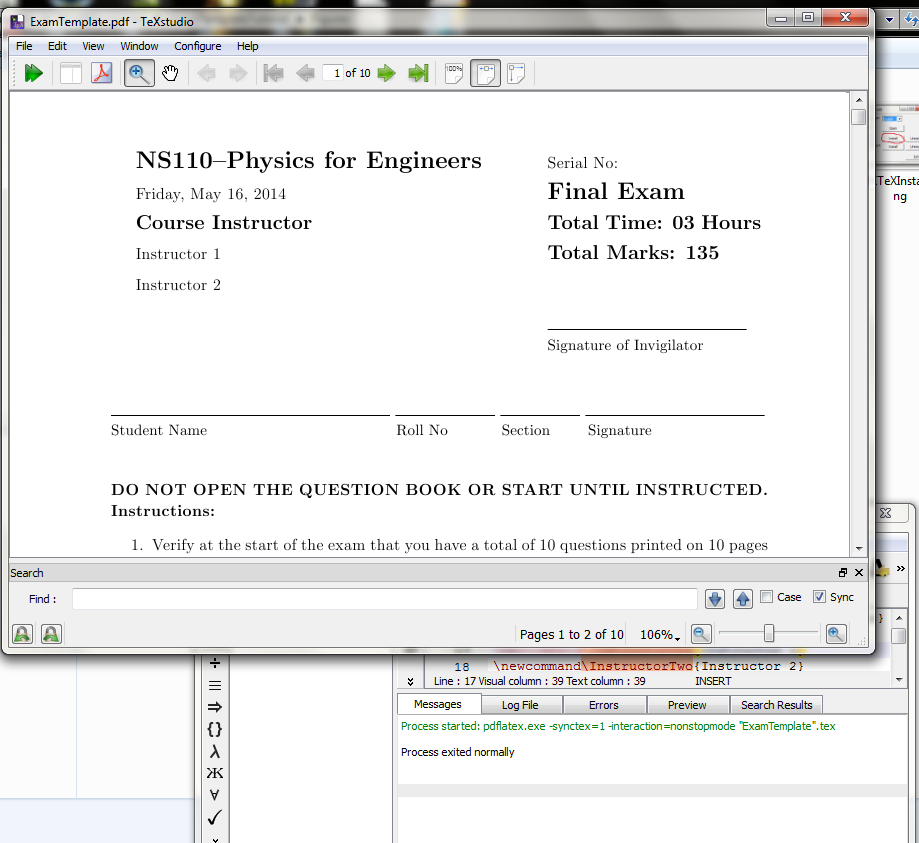 ExamTemplate.pdf - TeXstudio
File Edit View Window Configure Help
1 of 10
100%
NS110–Physics for Engineers
Friday, May 16, 2014
Course Instructor
Instructor 1
Instructor 2
Serial No:
Final Exam
Total Time: 03 Hours
Total Marks: 135
Signature of Invigilator
Student Name Roll No Section Signature
DO NOT OPEN THE QUESTION BOOK OR START UNTIL INSTRUCTED.
Instructions:
1. Verify at the start of the exam that you have a total of 10 questions printed on 10 pages
Search
Find : Case Sync
Pages 1 to 2 of 10 106%
TeXInsta
ng
÷
≡
⇒
{}
λ
Ж
∀
✓
18 \newcommand\InstructorTwo{Instructor 2}
Line : 17 Visual column : 39 Text column : 39 INSERT
Messages Log File Errors Preview Search Results
Process started: pdflatex.exe -synctex=1 -interaction=nonstopmode "ExamTemplate".tex
Process exited normally